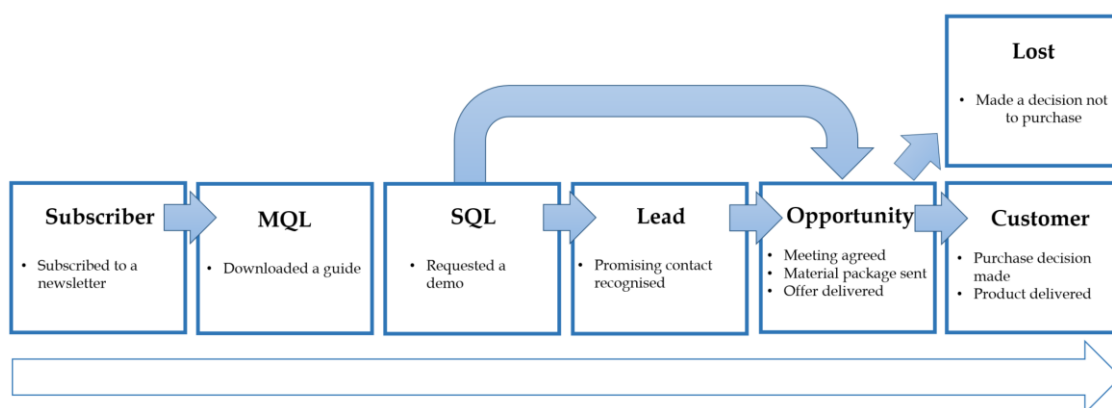 Lost
• Made a decision not
to purchase
Subscriber
• Subscribed to a
newsletter
MQL
• Downloaded a guide
SQL
• Requested a
demo
Lead
• Promising contact
recognised
Opportunity
• Meeting agreed
• Material package sent
• Offer delivered
Customer
• Purchase decision
made
• Product delivered